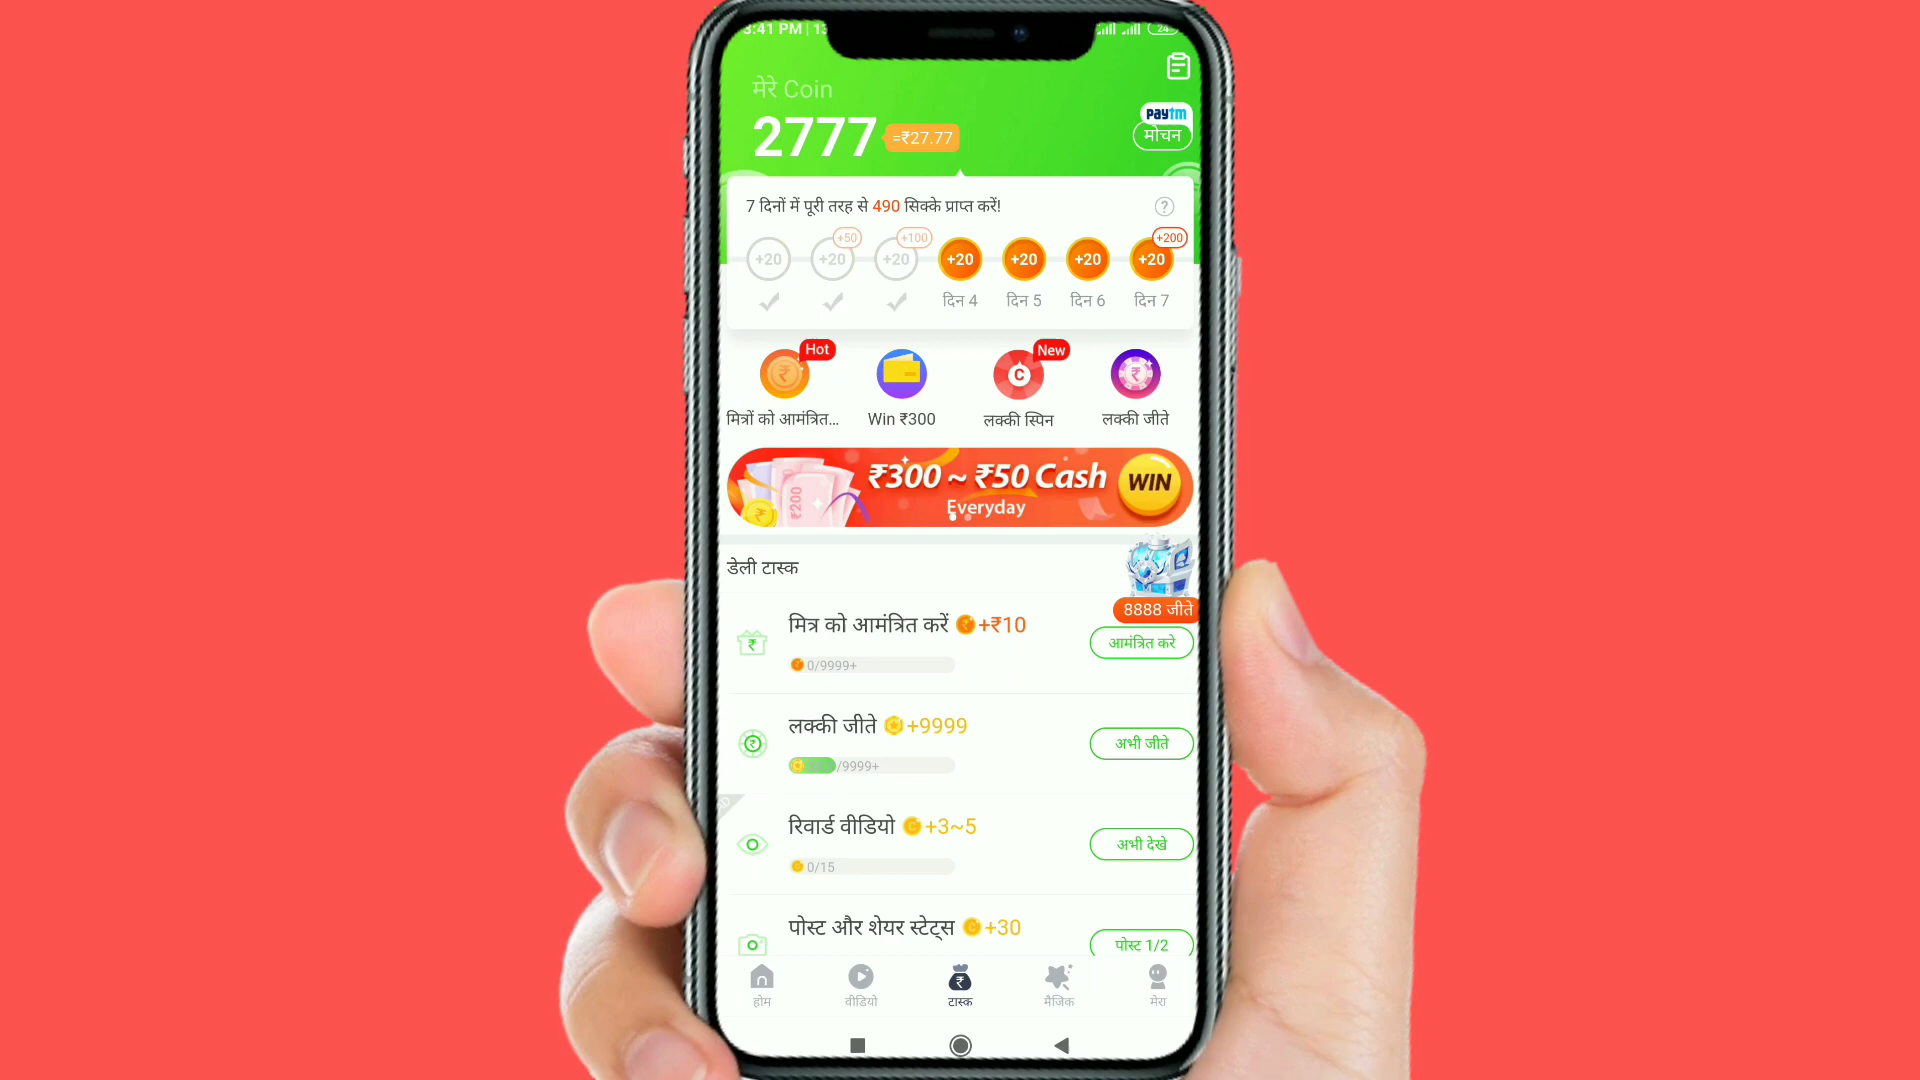 3:41 PM | 13
24
मेरे Coin
2777
=₹27.77
paytm
मोचन
7 दिनों में पूरी तरह से 490 सिक्के प्राप्त करें!
?
+50
+100
+200
+20 +20 +20 +20 +20 +20 +20
दिन 4 दिन 5 दिन 6 दिन 7
Hot
New
मित्रों को आमंत्रित... Win ₹300 लक्की स्पिन लक्की जीते
₹200
₹300 ~ ₹50 Cash
Everyday
WIN
डेली टास्क
8888 जीते
मित्र को आमंत्रित करें +₹10
0/9999+
आमंत्रित करे
लक्की जीते +9999
/9999+
अभी जीते
रिवार्ड वीडियो +3~5
0/15
अभी देखे
पोस्ट और शेयर स्टेट्स +30
पोस्ट 1/2
होम वीडियो टास्क मैजिक मेरा